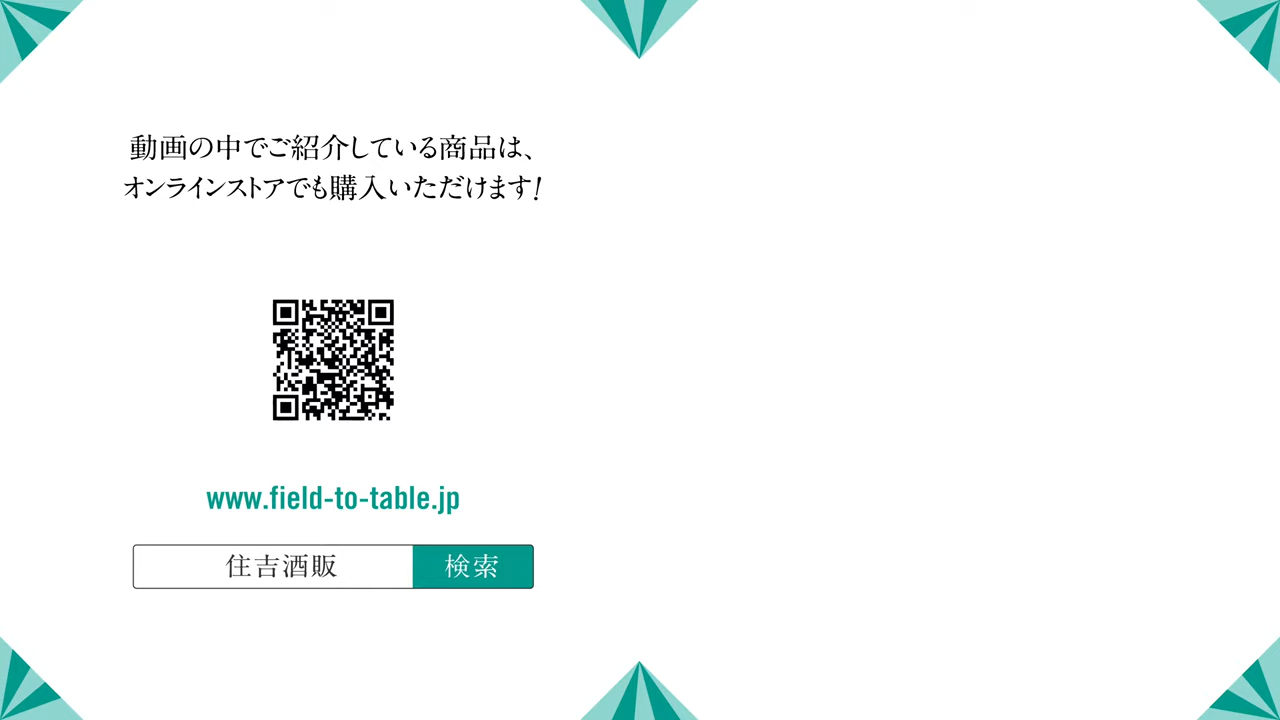 動画の中でご紹介している商品は、
オンラインストアでも購入いただけます!
www.field-to-table.jp
住吉酒販 検索